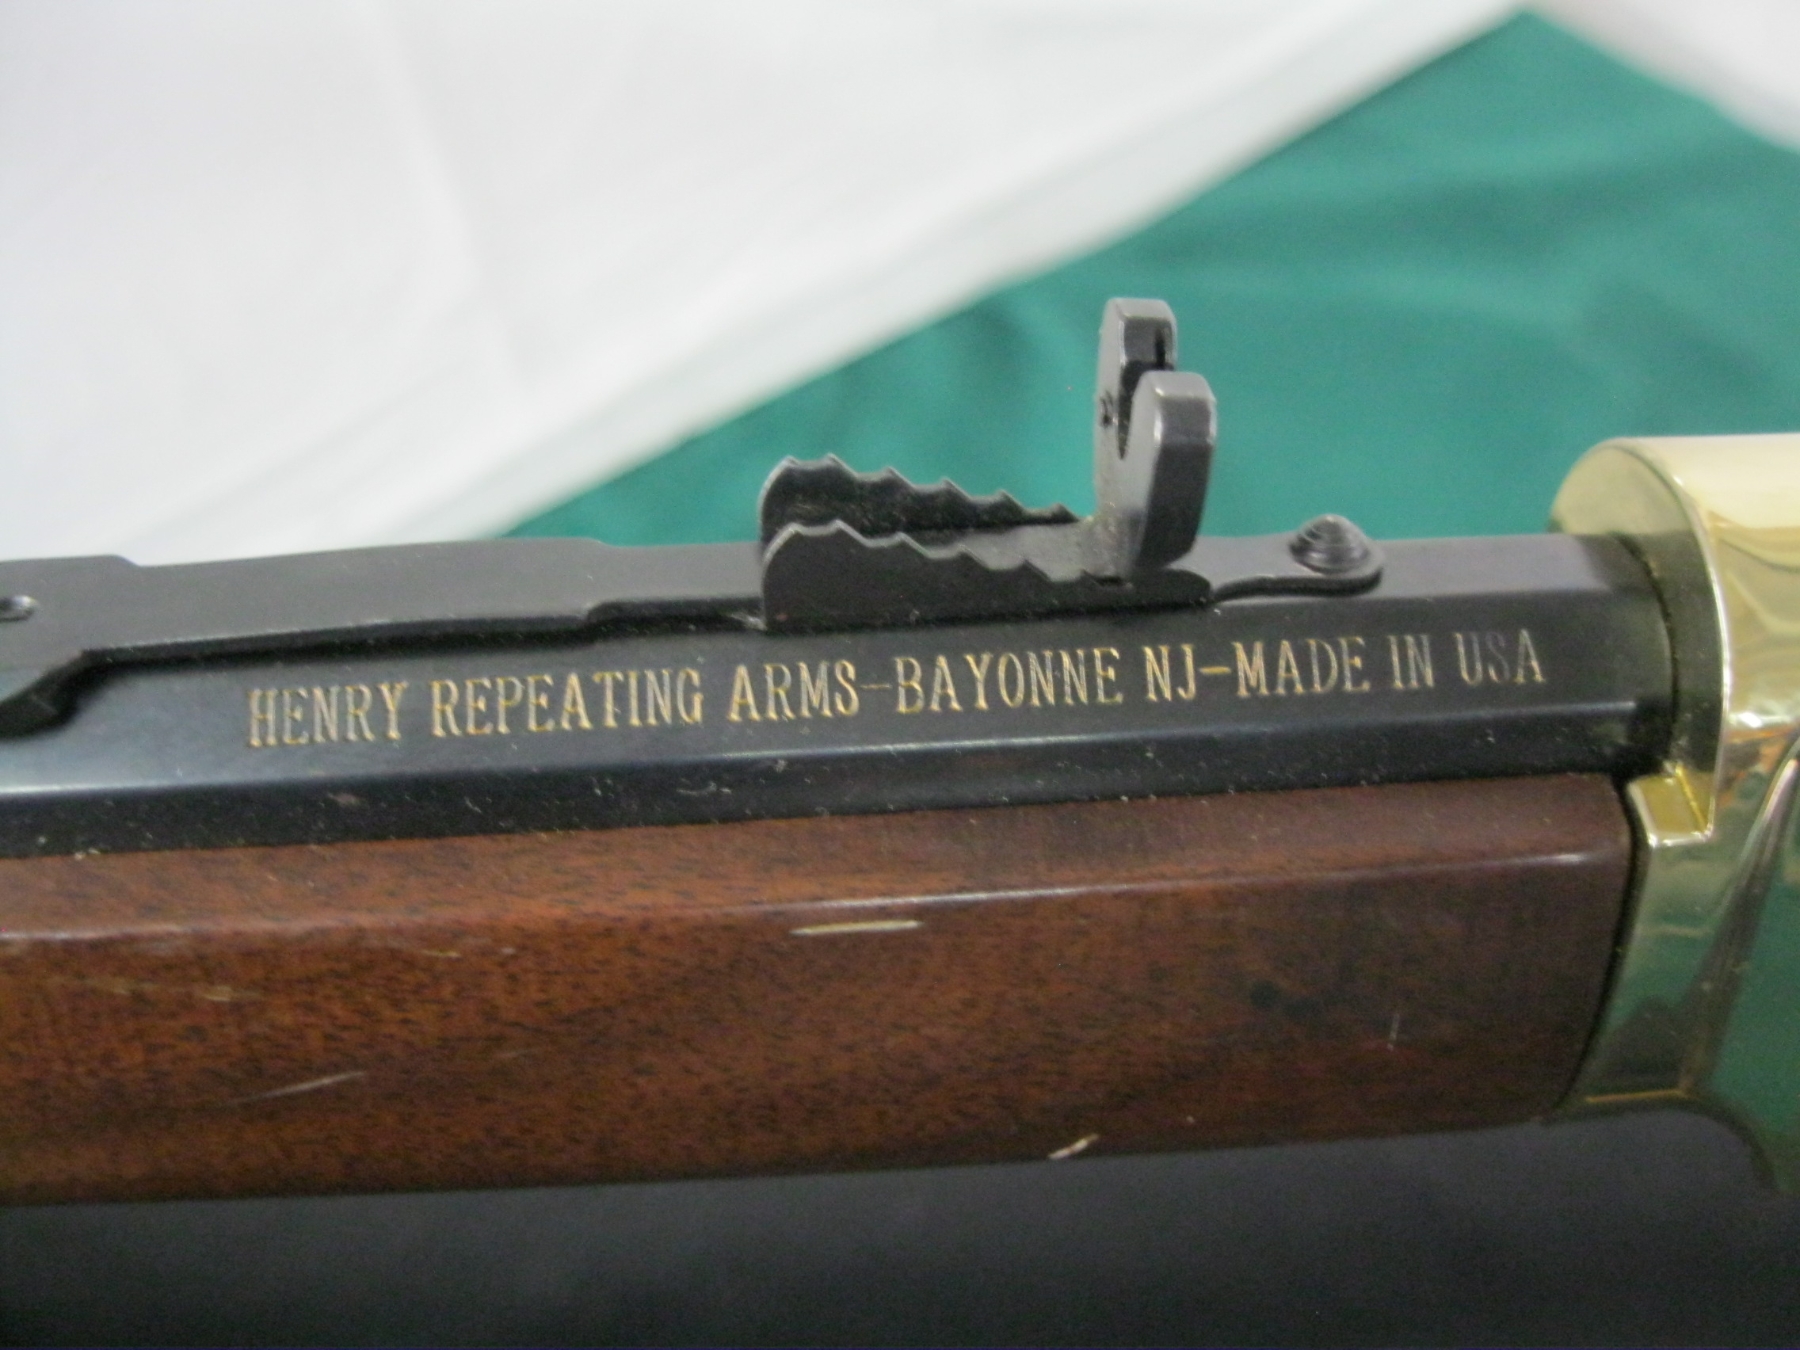 HENRY REPEATING ARMS-BAYONNE NJ-MADE IN USA